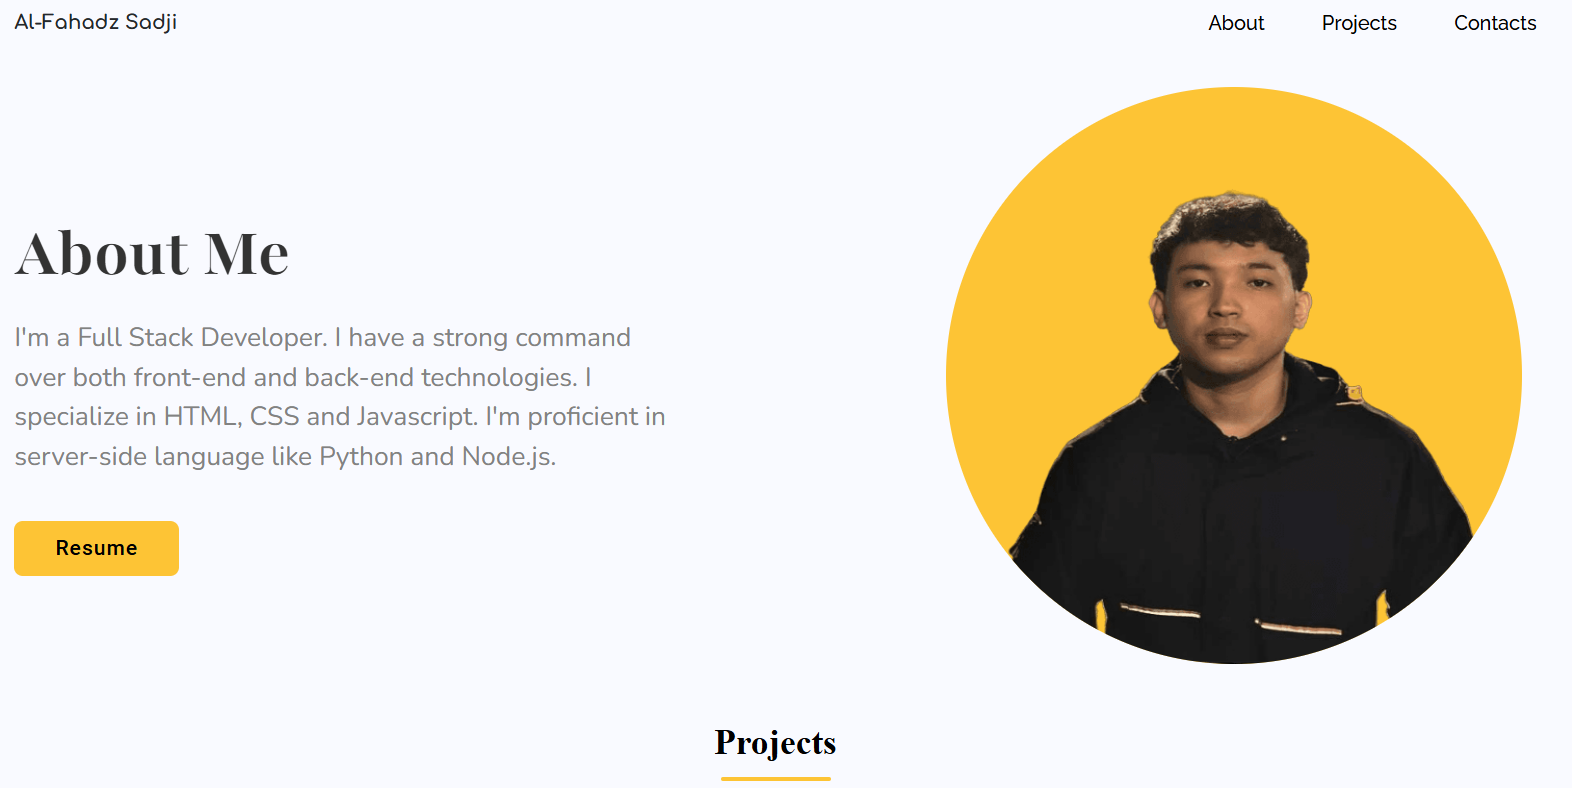 Al-Fahadz Sadji
About Projects Contacts
About Me
I'm a Full Stack Developer. I have a strong command
over both front-end and back-end technologies. I
specialize in HTML, CSS and Javascript. I'm proficient in
server-side language like Python and Node.js.
Resume
Projects